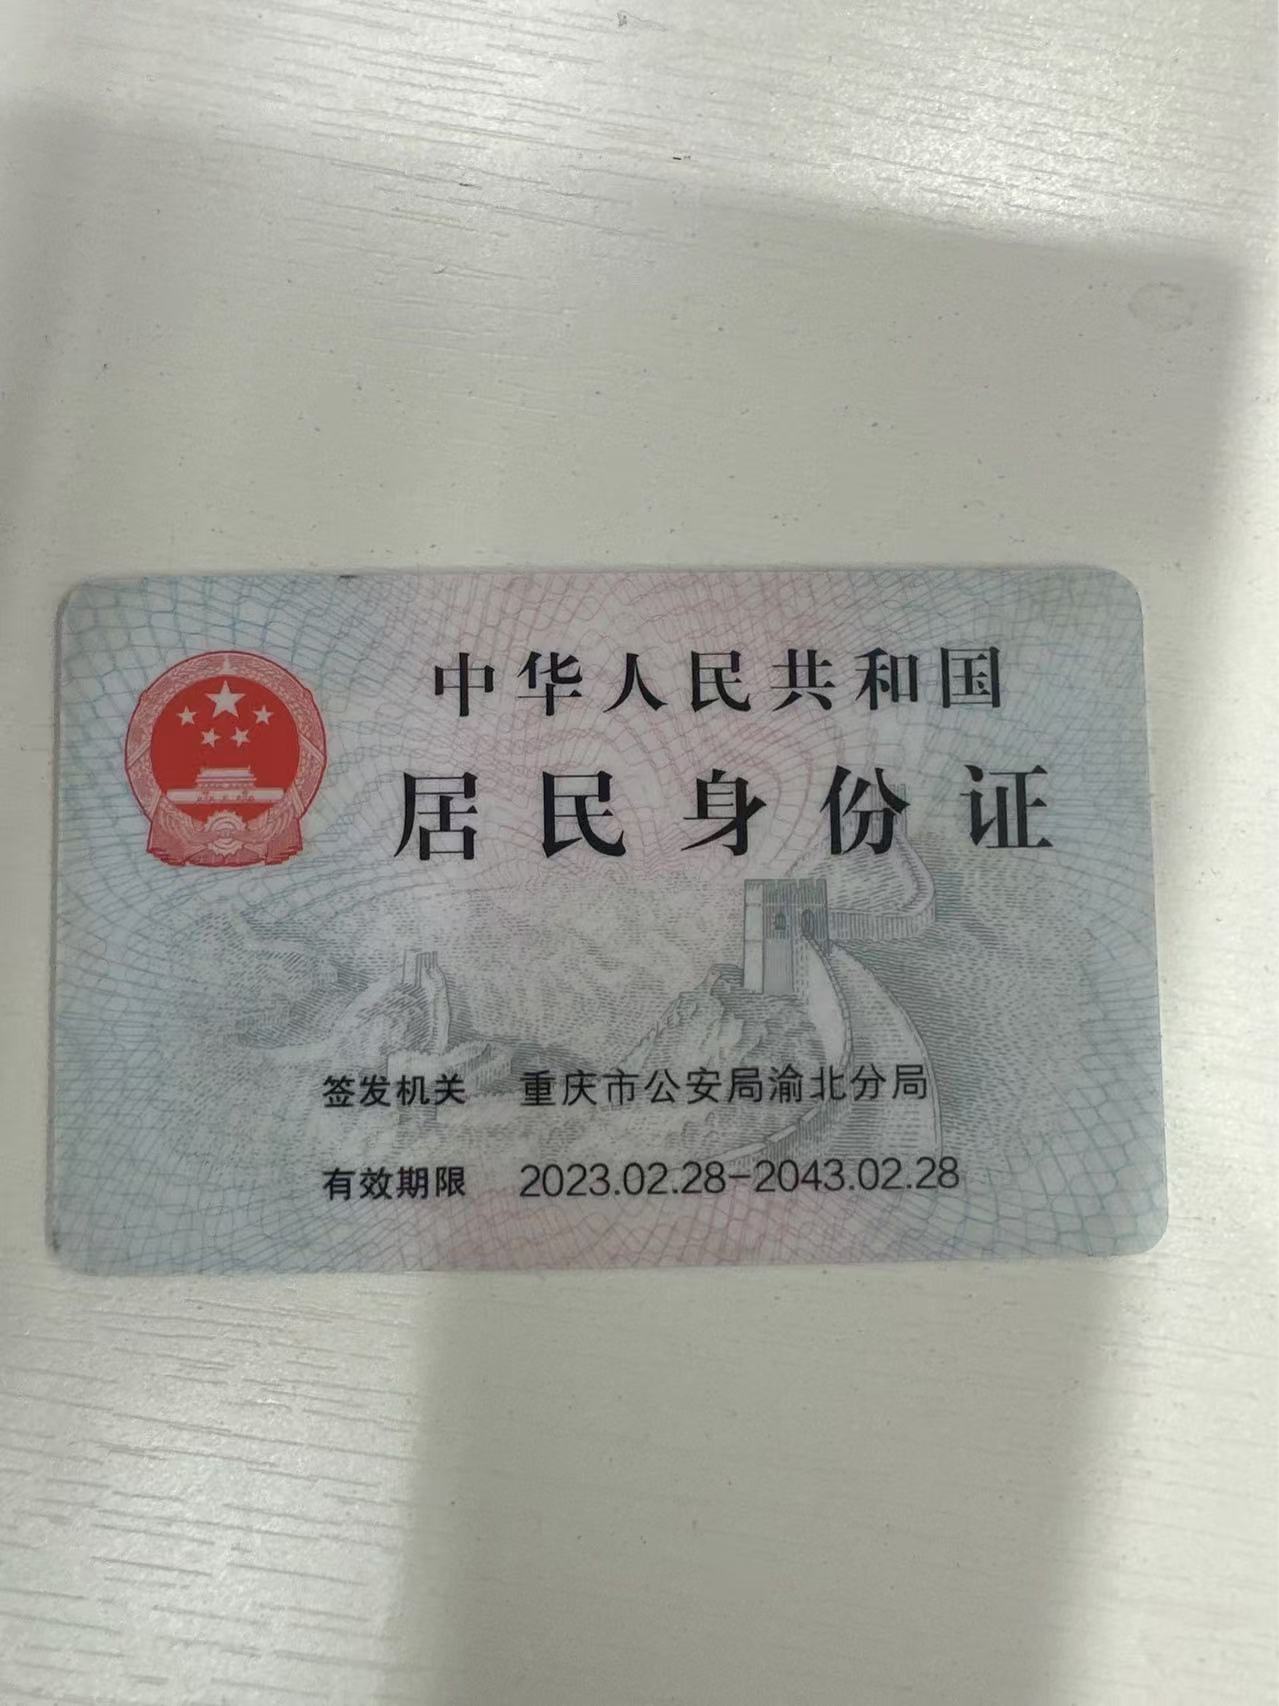 中华人民共和国
居民身份证
签发机关 重庆市公安局渝北分局
有效期限 2023.02.28-2043.02.28